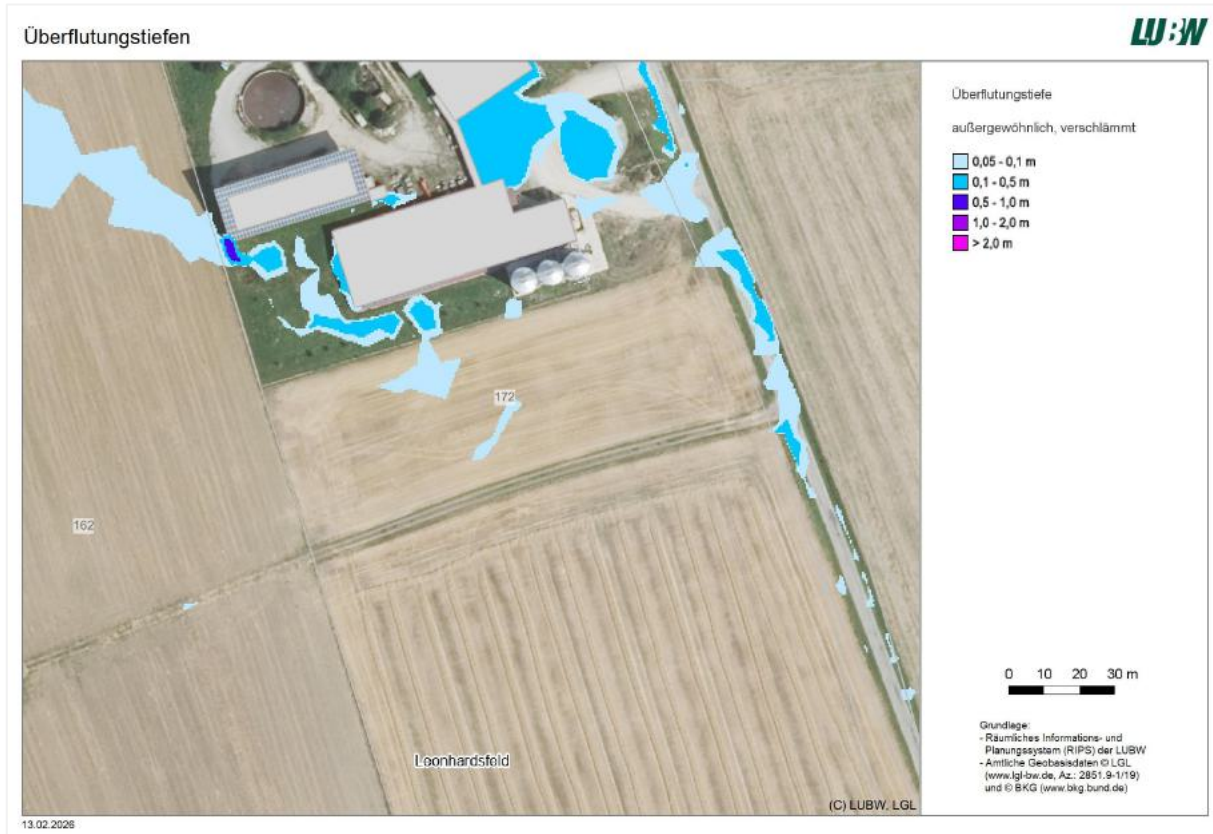 Überflutungstiefen
LUBW
Überflutungstiefe
außergewöhnlich, verschlämmt
0,05 - 0,1 m
0,1 - 0,5 m
0,5 - 1,0 m
1,0 - 2,0 m
> 2,0 m
172
162
Leonhardsfeld
0 10 20 30 m
Grundlage:
- Räumliches Informations- und
Planungssystem (RIPS) der LUBW
- Amtliche Geobasisdaten © LGL
(www.lgl-bw.de, Az.: 2851.9-1/19)
und © BKG (www.bkg.bund.de)
(C) LUBW, LGL
13.02.2026